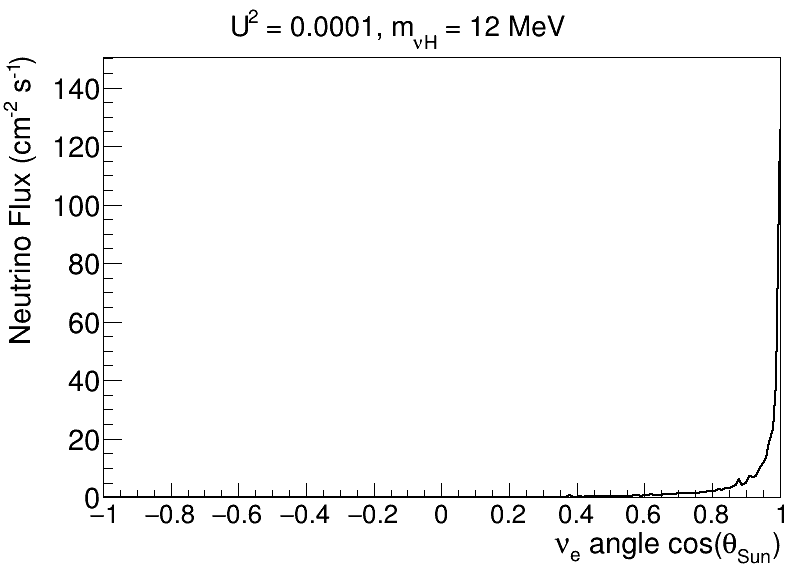 U² = 0.0001, m_νH = 12 MeV
Neutrino Flux (cm⁻² s⁻¹)
140
120
100
80
60
40
20
0
−1 −0.8 −0.6 −0.4 −0.2 0 0.2 0.4 0.6 0.8 1
ν_e angle cos(θ_Sun)